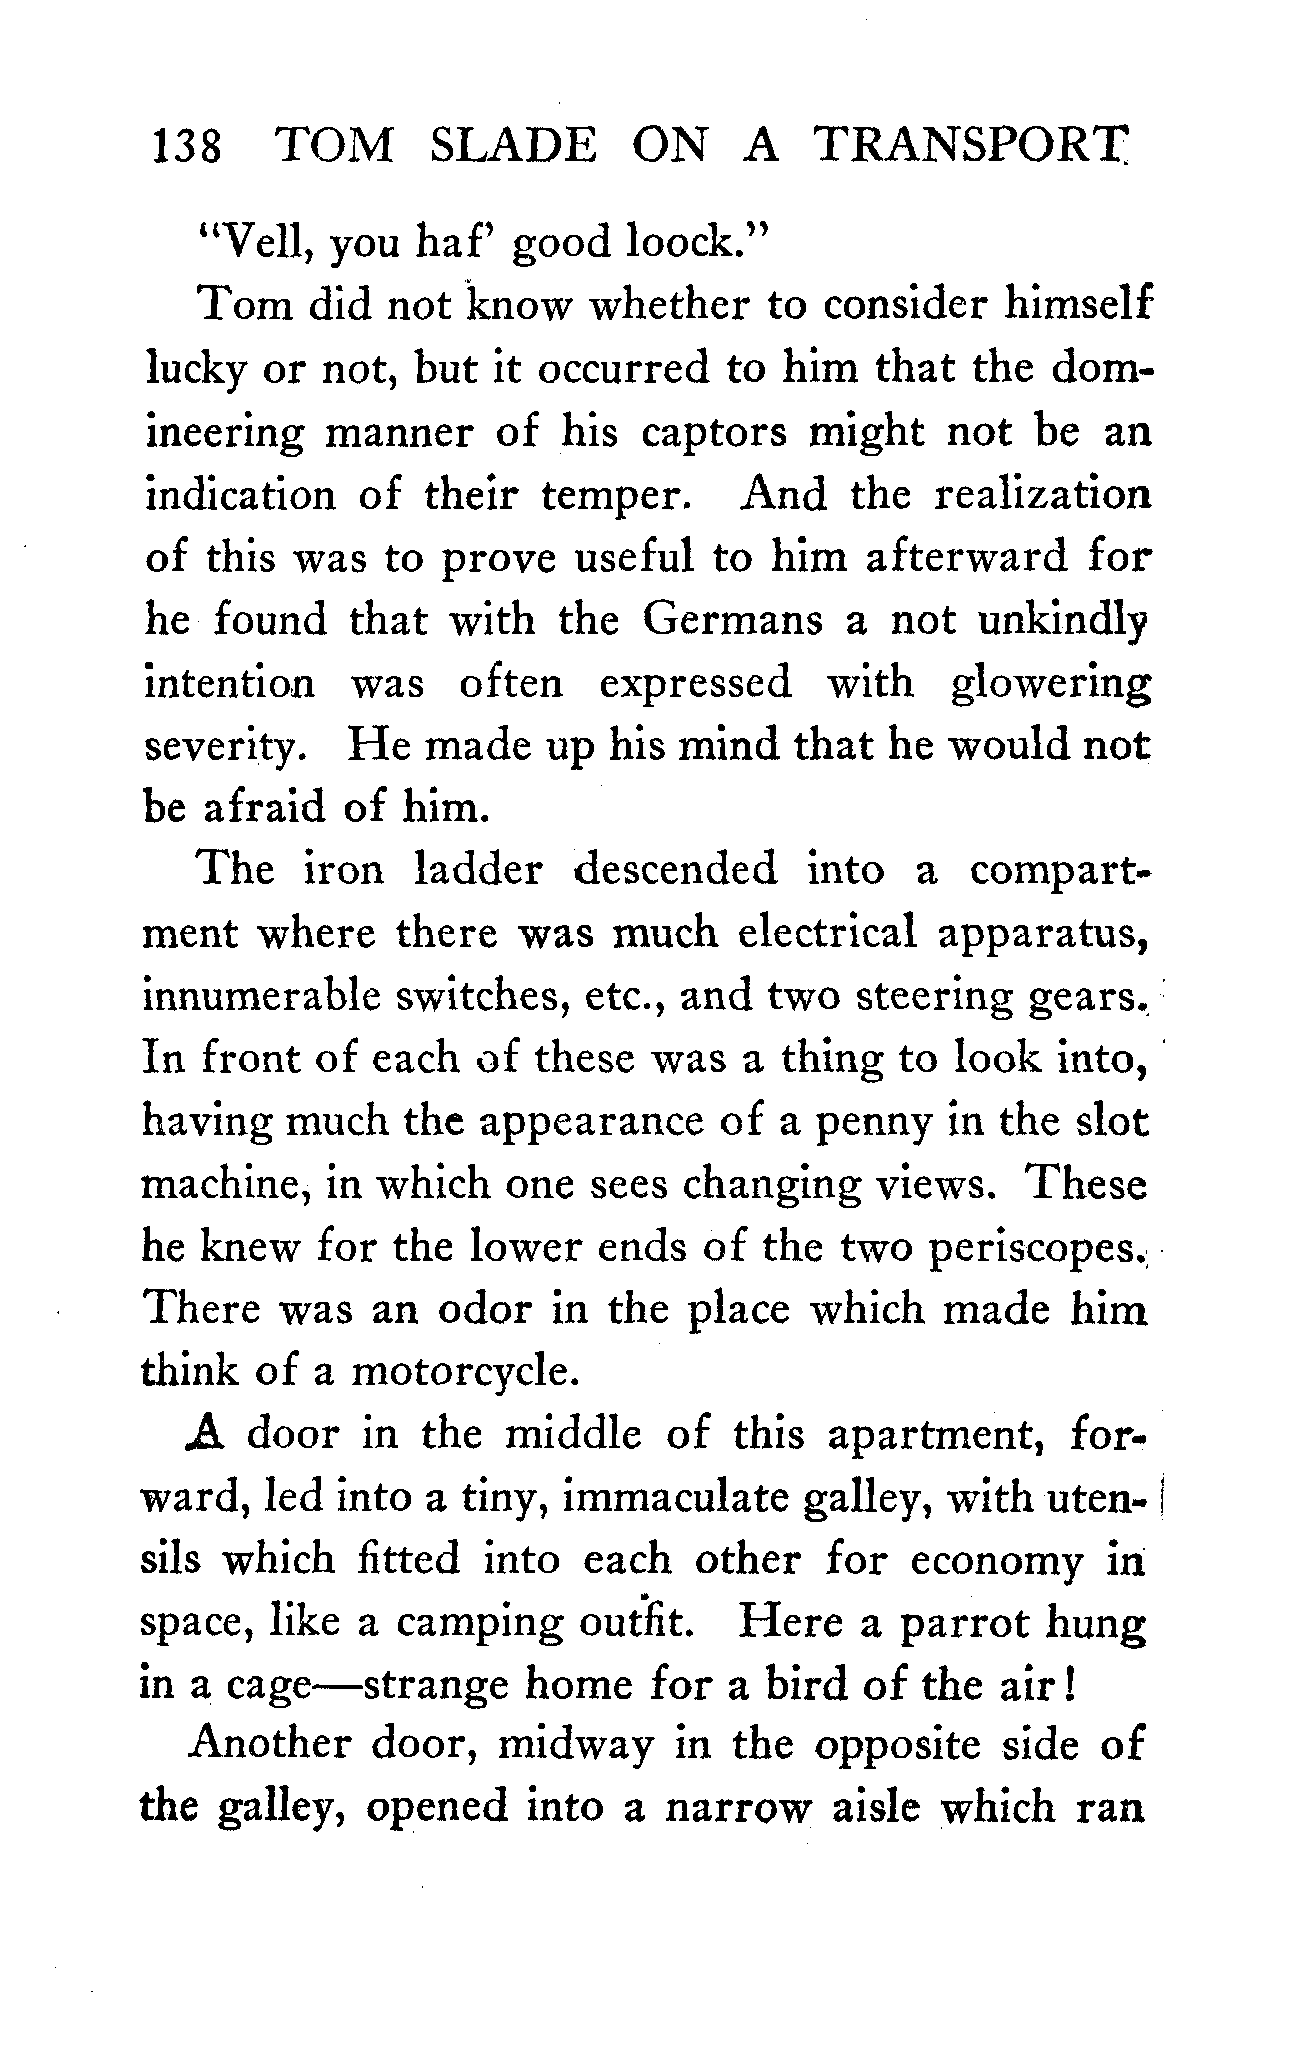 138 TOM SLADE ON A TRANSPORT
"Vell, you haf' good loock."
Tom did not know whether to consider himself
lucky or not, but it occurred to him that the dom-
ineering manner of his captors might not be an
indication of their temper. And the realization
of this was to prove useful to him afterward for
he found that with the Germans a not unkindly
intention was often expressed with glowering
severity. He made up his mind that he would not
be afraid of him.
The iron ladder descended into a compart-
ment where there was much electrical apparatus,
innumerable switches, etc., and two steering gears.
In front of each of these was a thing to look into,
having much the appearance of a penny in the slot
machine, in which one sees changing views. These
he knew for the lower ends of the two periscopes.
There was an odor in the place which made him
think of a motorcycle.
A door in the middle of this apartment, for-
ward, led into a tiny, immaculate galley, with uten-
sils which fitted into each other for economy in
space, like a camping outfit. Here a parrot hung
in a cage—strange home for a bird of the air!
Another door, midway in the opposite side of
the galley, opened into a narrow aisle which ran